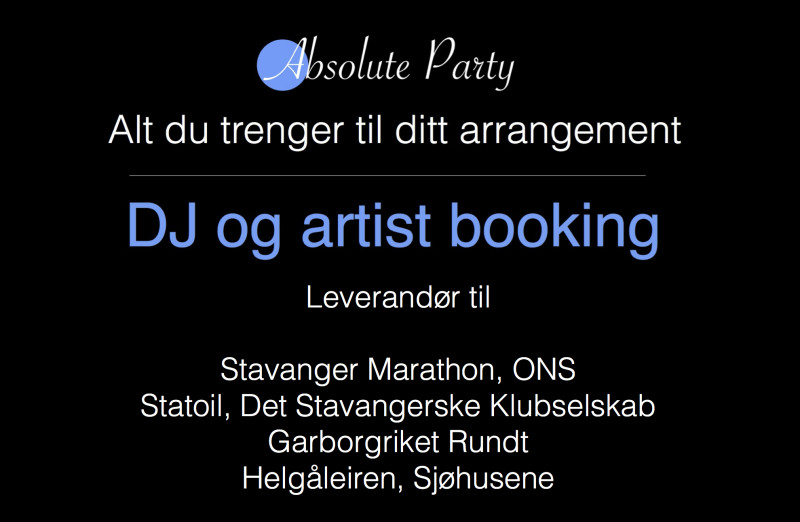 Absolute Party
Alt du trenger til ditt arrangement
DJ og artist booking
Leverandør til
Stavanger Marathon, ONS
Statoil, Det Stavangerske Klubselskab
Garborgriket Rundt
Helgåleiren, Sjøhusene